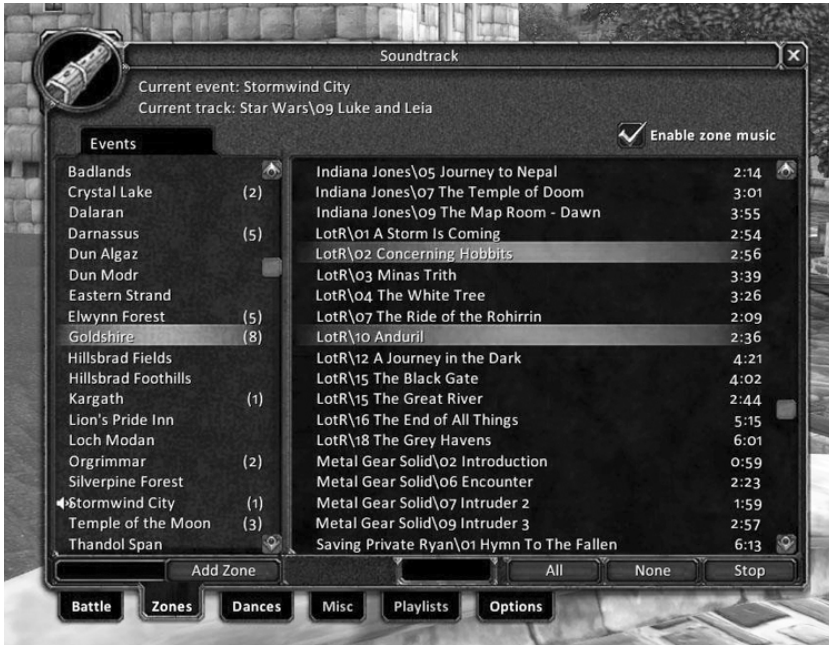 Soundtrack
Current event: Stormwind City
Current track: Star Wars\09 Luke and Leia
Enable zone music
Events
Badlands
Crystal Lake (2)
Dalaran
Darnassus (5)
Dun Algaz
Dun Modr
Eastern Strand
Elwynn Forest (5)
Goldshire (8)
Hillsbrad Fields
Hillsbrad Foothills
Kargath (1)
Lion's Pride Inn
Loch Modan
Orgrimmar (2)
Silverpine Forest
Stormwind City (1)
Temple of the Moon (3)
Thandol Span
Indiana Jones\05 Journey to Nepal 2:14
Indiana Jones\07 The Temple of Doom 3:01
Indiana Jones\09 The Map Room - Dawn 3:55
LotR\01 A Storm Is Coming 2:54
LotR\02 Concerning Hobbits 2:56
LotR\03 Minas Trith 3:39
LotR\04 The White Tree 3:26
LotR\07 The Ride of the Rohirrin 2:09
LotR\10 Anduril 2:36
LotR\12 A Journey in the Dark 4:21
LotR\15 The Black Gate 4:02
LotR\15 The Great River 2:44
LotR\16 The End of All Things 5:15
LotR\18 The Grey Havens 6:01
Metal Gear Solid\02 Introduction 0:59
Metal Gear Solid\06 Encounter 2:23
Metal Gear Solid\07 Intruder 2 1:59
Metal Gear Solid\09 Intruder 3 2:57
Saving Private Ryan\01 Hymn To The Fallen 6:13
Add Zone All None Stop
Battle Zones Dances Misc Playlists Options